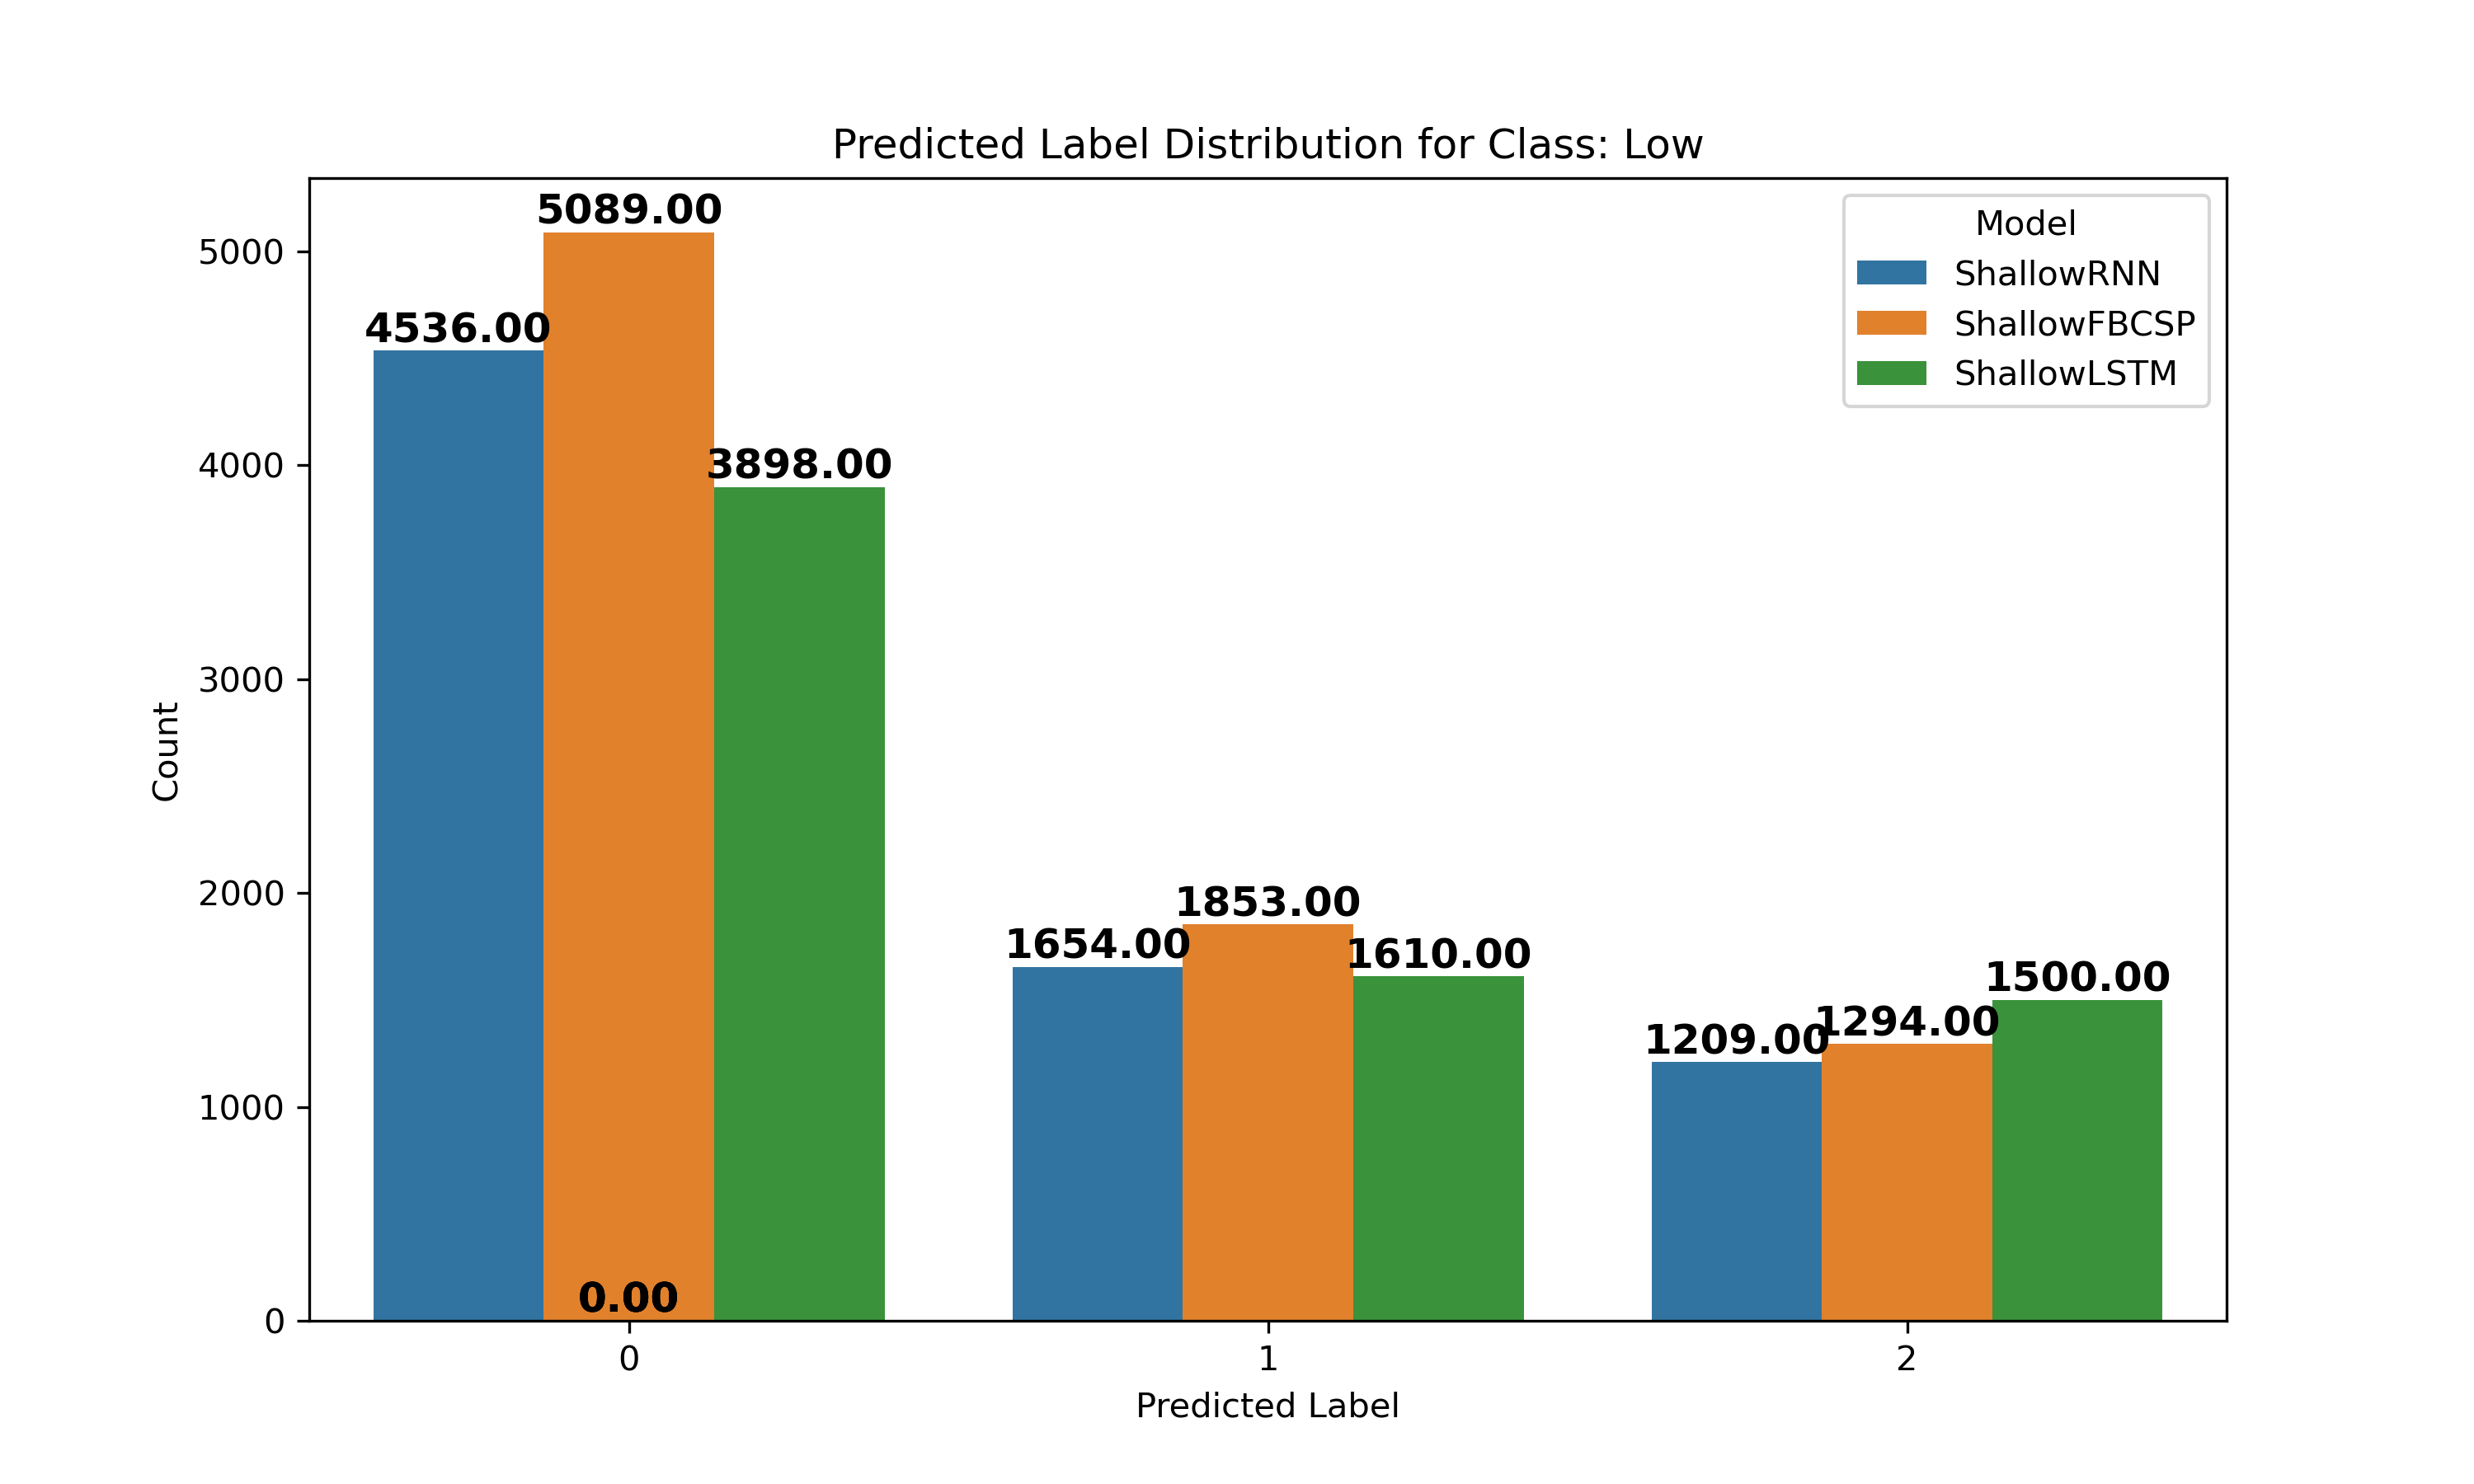 Predicted Label Distribution for Class: Low
Model
ShallowRNN
ShallowFBCSP
ShallowLSTM
5089.00
4536.00
3898.00
1853.00
1654.00
1610.00
1500.00
1294.00
1209.00
0.00
5000
4000
3000
2000
1000
0
Count
0
1
2
Predicted Label